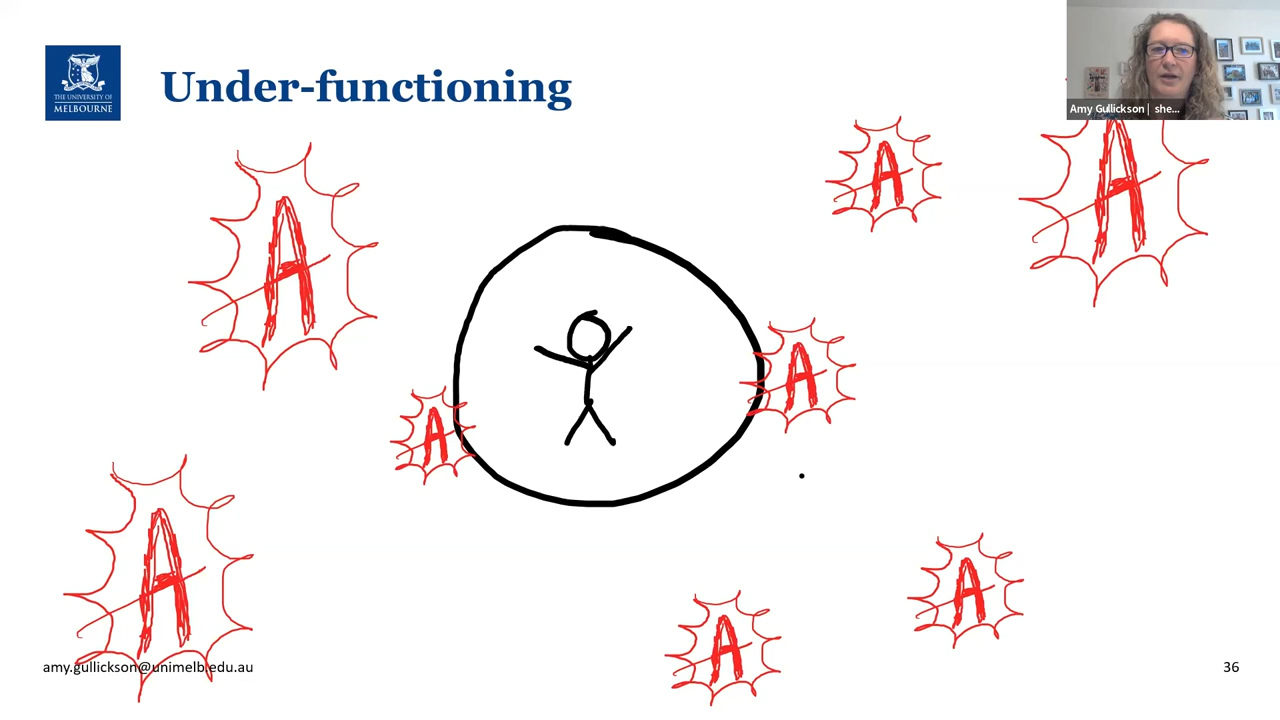 Under-functioning
THE UNIVERSITY OF
MELBOURNE
Amy Gullickson | she...
A
A
A
A
A
A
A
A
amy.gullickson@unimelb.edu.au
36